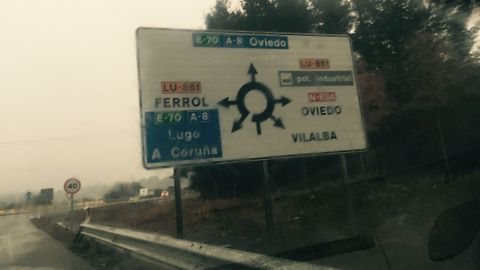 E-70 A-8 Oviedo
LU-861
FERROL
E-70 A-8
Lugo
A Coruña
LU-861
pol. industrial
N-634
OVIEDO
VILALBA
40